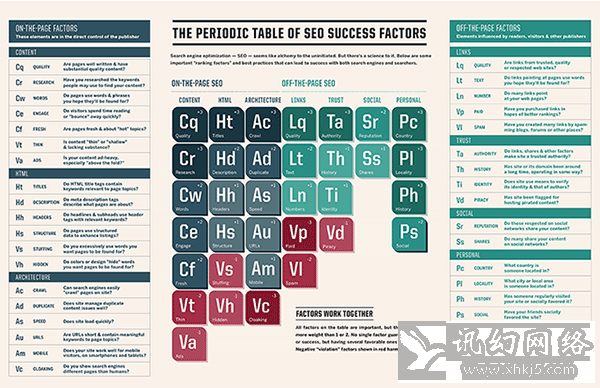 ON-THE-PAGE FACTORS
These elements are in the direct control of the publisher
CONTENT
Cq QUALITY Are pages well written & have
substantial quality content?
Cr RESEARCH Have you researched the keywords
people may use to find your content?
Cw WORDS Do pages use words & phrases
you hope they'll be found for?
Ce ENGAGE Do visitors spend time reading
or "bounce" away quickly?
Cf FRESH Are pages fresh & about "hot" topics?
Vt THIN Is content "thin" or "shallow"
& lacking substance?
Va ADS Is your content ad heavy,
especially "above the fold?"
HTML
Ht TITLES Do HTML title tags contain
keywords relevant to page topics?
Hd DESCRIPTION Do meta description tags
describe what pages are about?
Hh HEADERS Do headlines & subheads use header
tags with relevant keywords?
Hs STRUCTURE Do pages use structured
data to enhance listings?
Vs STUFFING Do you excessively use words you
want pages to be found for?
Vh HIDDEN Do colors or design "hide" words
you want pages to be found for?
ARCHITECTURE
Ac CRAWL Can search engines easily
"crawl" pages on site?
Ad DUPLICATE Does site manage duplicate
content issues well?
As SPEED Does site load quickly?
Au URLS Are URLs short & contain meaningful
keywords to page topics?
Am MOBILE Does your site work well for mobile
visitors, on smartphones and tablets?
Vc CLOAKING Do you show search engines
different pages than humans?
THE PERIODIC TABLE OF SEO SUCCESS FACTORS
Search engine optimization — SEO — seems like alchemy to the uninitiated. But there's a science to it. Below are some
important "ranking factors" and best practices that can lead to success with both search engines and searchers.
ON-THE-PAGE SEO OFF-THE-PAGE SEO
CONTENT HTML ARCHITECTURE LINKS TRUST SOCIAL PERSONAL
Cq Ht Ac Lq Ta Sr Pc
Quality Titles Crawl Quality Authority Reputation Country
Cr Hd Ad Lt Th Ss Pl
Research Description Duplicate Text History Shares Locality
Cw Hh As Ln Ti Ph
Words Headers Speed Numbers Identity History
Ce Hs Au Vp Vd Ps
Engage Structure URLs Paid Piracy Social
Cf Vs Am Vl
Fresh Stuffing Mobile Spam
Vt Vh Vc
Thin Hidden Cloaking
Va
Ads
FACTORS WORK TOGETHER
All factors on the table are important, but th
more weight than 1 or 2. No single factor guar
or success, but having several favorable ones
Negative "violation" factors shown in red harm
OFF-THE-PAGE FACTORS
Elements influenced by readers, visitors & other publishers
LINKS
Lq QUALITY Are links from trusted, quality
or respected web sites?
Lt TEXT Do links pointing at pages use words
you hope they'll be found for?
Ln NUMBER Do many links
point at your web pages?
Vp PAID Have you purchased links in
hopes of better rankings?
Vl SPAM Have you created many links by spam-
ming blogs, forums or other places?
TRUST
Ta AUTHORITY Do links, shares & other factors
make site a trusted authority?
Th HISTORY Has site or its domain been around
a long time, operating in same way?
Ti IDENTITY Does site use means to verify
its identity & that of authors?
Vd PIRACY Has site been flagged for
hosting pirated content?
SOCIAL
Sr REPUTATION Do those respected on social
networks share your content?
Ss SHARES Do many share your content
on social networks?
PERSONAL
Pc COUNTRY What country is
someone located in?
Pl LOCALITY What city or local area
is someone located in?
Ph HISTORY Has someone regularly visited
your site or socially favored it?
Ps SOCIAL Have your friends socially
favored the site?
讯幻网络
www.xhkj5.com